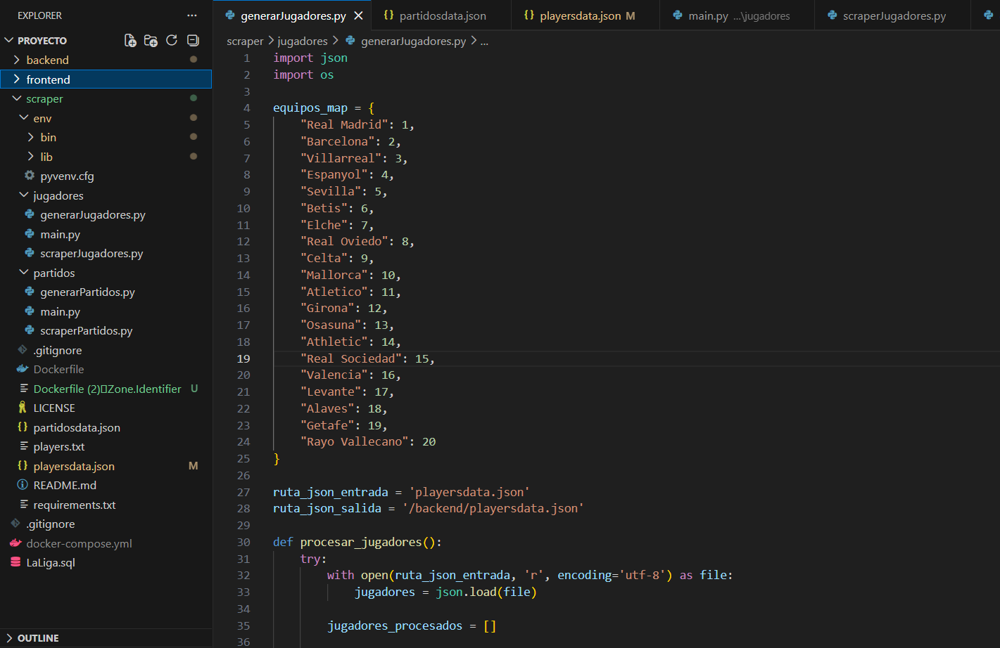 EXPLORER
PROYECTO
backend
frontend
scraper
env
bin
lib
pyvenv.cfg
jugadores
generarJugadores.py
main.py
scraperJugadores.py
partidos
generarPartidos.py
main.py
scraperPartidos.py
.gitignore
Dockerfile
Dockerfile (2)▯Zone.Identifier U
LICENSE
partidosdata.json
players.txt
playersdata.json M
README.md
requirements.txt
.gitignore
docker-compose.yml
LaLiga.sql
OUTLINE
generarJugadores.py
partidosdata.json
playersdata.json M
main.py ...\jugadores
scraperJugadores.py
scraper > jugadores > generarJugadores.py > ...
1 import json
2 import os
3
4 equipos_map = {
5 "Real Madrid": 1,
6 "Barcelona": 2,
7 "Villarreal": 3,
8 "Espanyol": 4,
9 "Sevilla": 5,
10 "Betis": 6,
11 "Elche": 7,
12 "Real Oviedo": 8,
13 "Celta": 9,
14 "Mallorca": 10,
15 "Atletico": 11,
16 "Girona": 12,
17 "Osasuna": 13,
18 "Athletic": 14,
19 "Real Sociedad": 15,
20 "Valencia": 16,
21 "Levante": 17,
22 "Alaves": 18,
23 "Getafe": 19,
24 "Rayo Vallecano": 20
25 }
26
27 ruta_json_entrada = 'playersdata.json'
28 ruta_json_salida = '/backend/playersdata.json'
29
30 def procesar_jugadores():
31 try:
32 with open(ruta_json_entrada, 'r', encoding='utf-8') as file:
33 jugadores = json.load(file)
34
35 jugadores_procesados = []
36